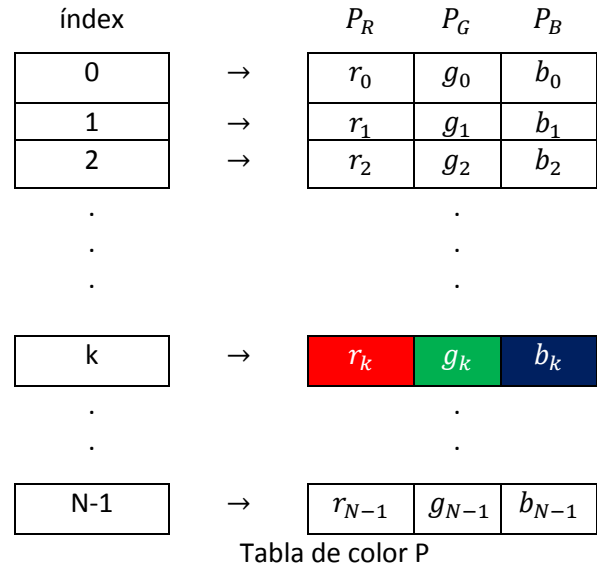 índex P_R P_G P_B
0 → r_0 g_0 b_0
1 → r_1 g_1 b_1
2 → r_2 g_2 b_2
. .
. .
. .
k → r_k g_k b_k
. .
. .
N-1 → r_{N-1} g_{N-1} b_{N-1}
Tabla de color P